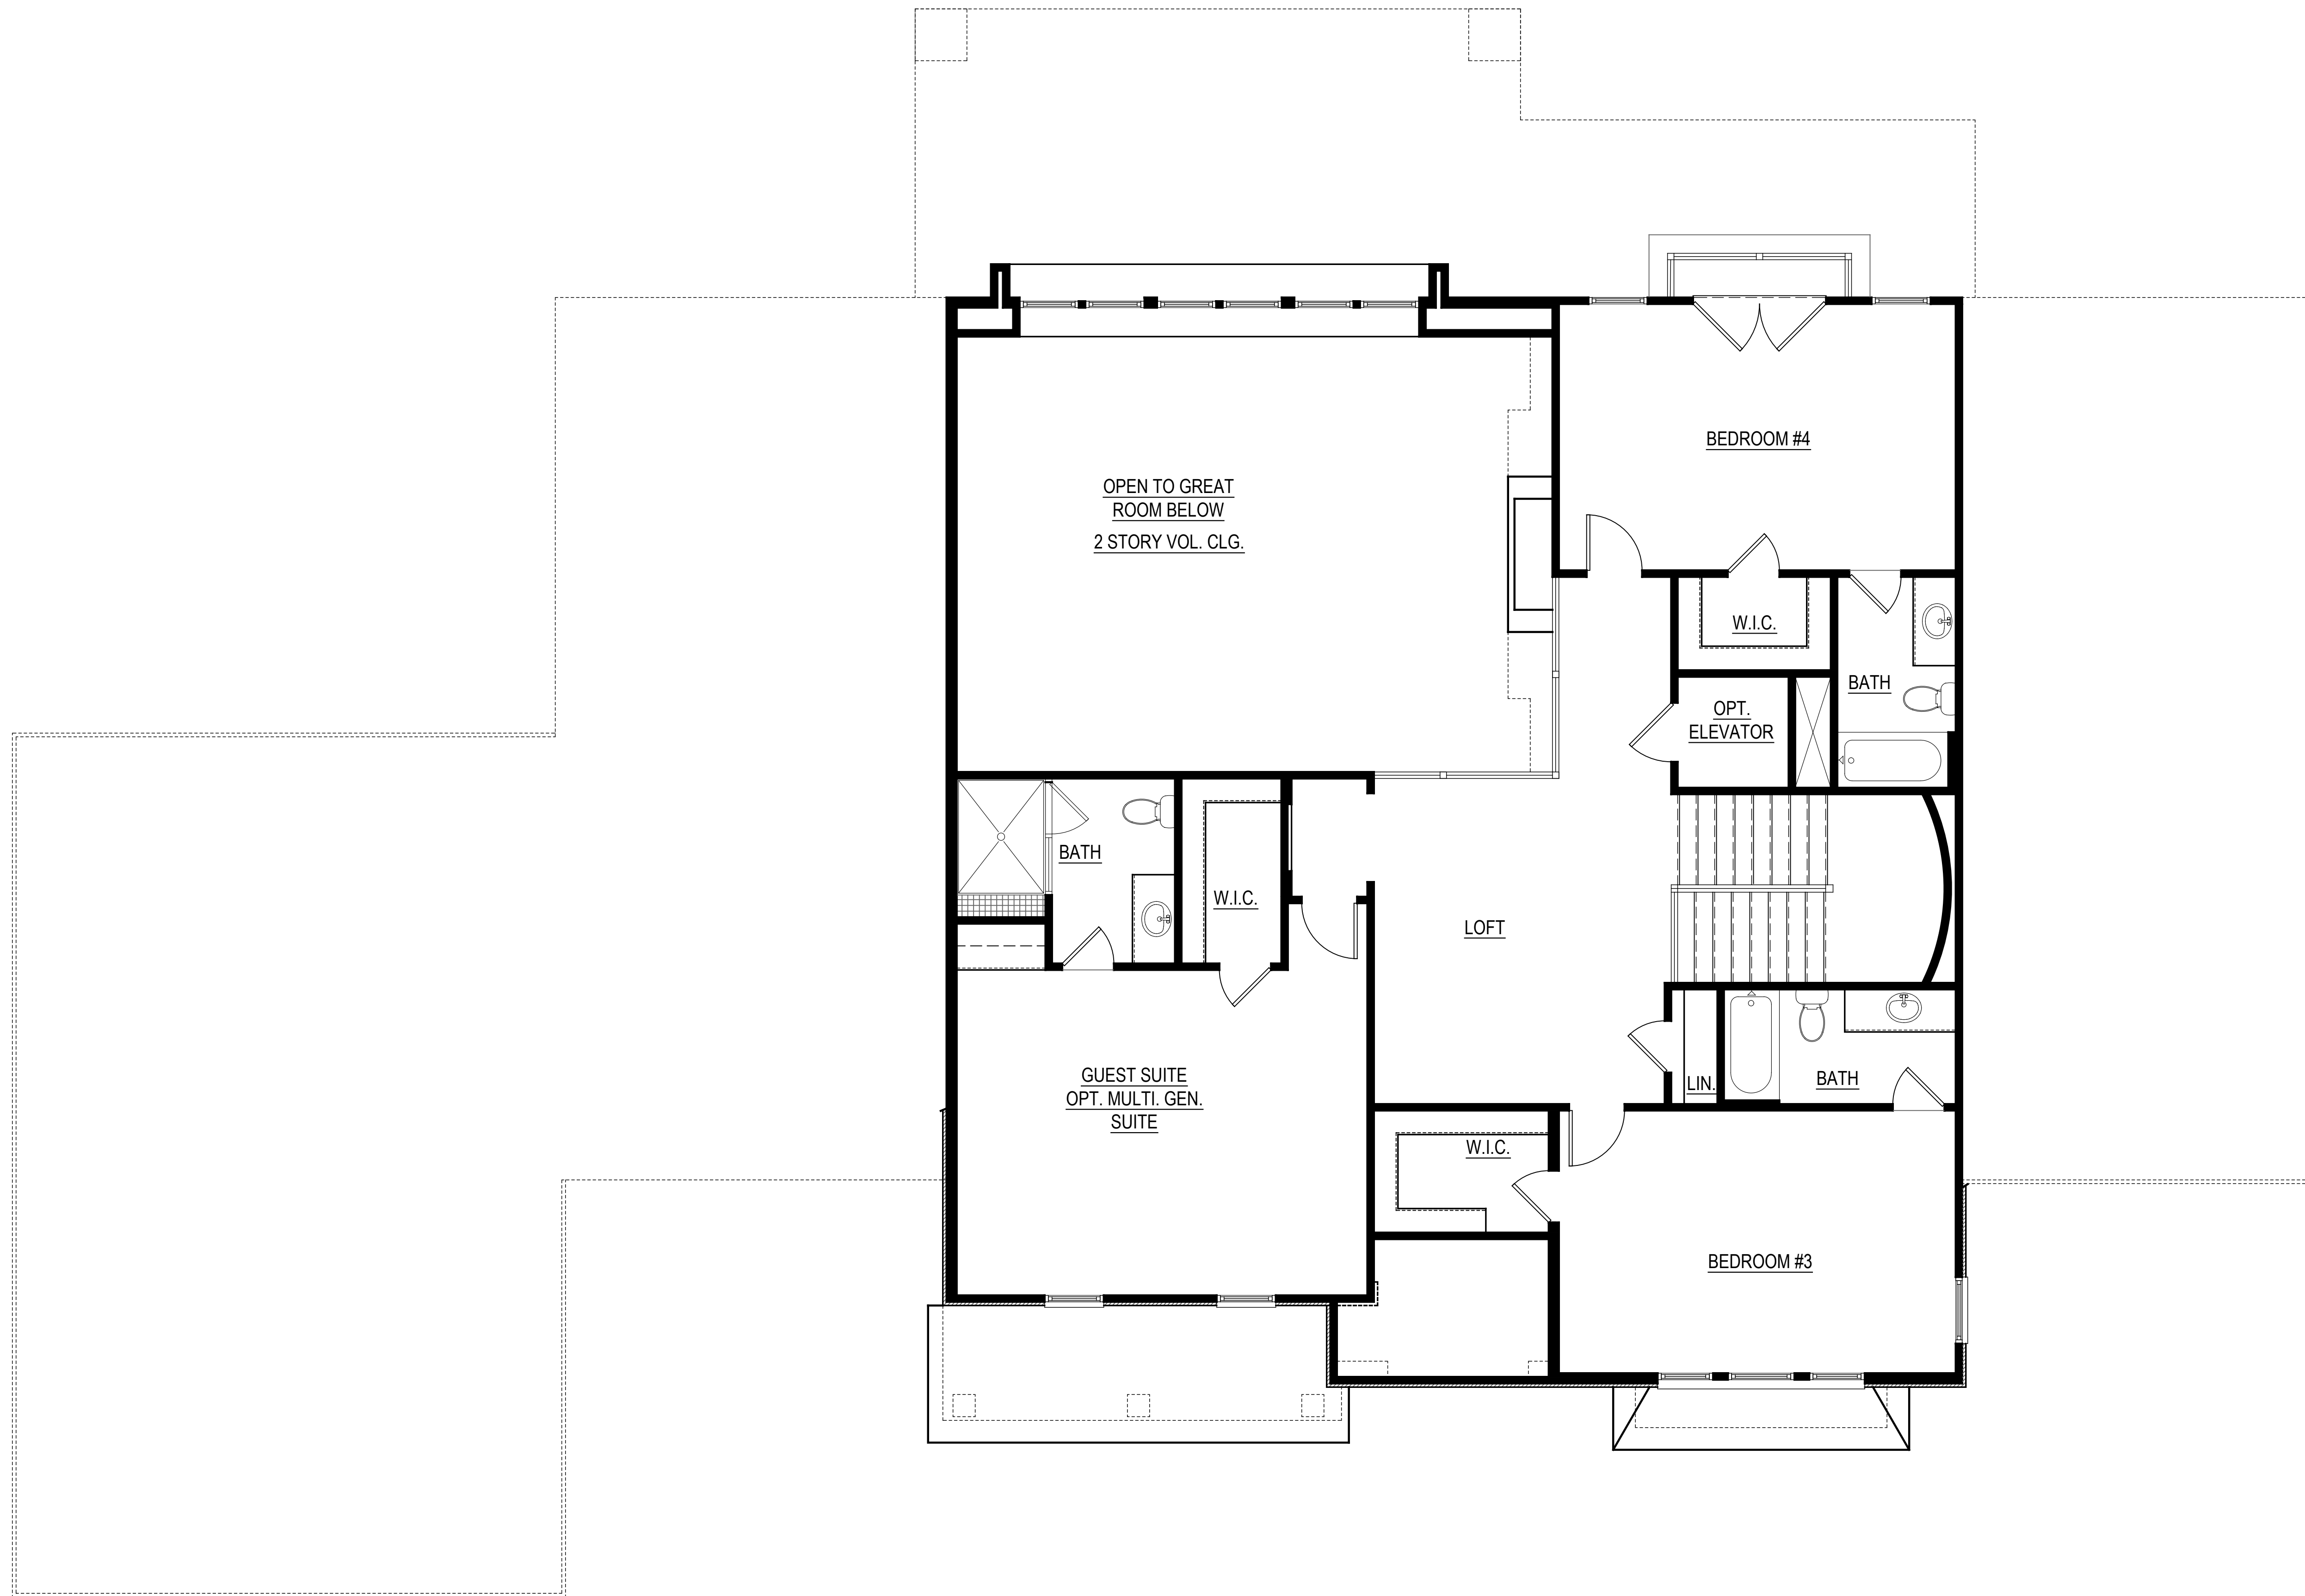 BEDROOM #4
OPEN TO GREAT
ROOM BELOW
2 STORY VOL. CLG.
W.I.C.
BATH
OPT.
ELEVATOR
BATH
W.I.C.
LOFT
GUEST SUITE
OPT. MULTI. GEN.
SUITE
LIN.
BATH
W.I.C.
BEDROOM #3